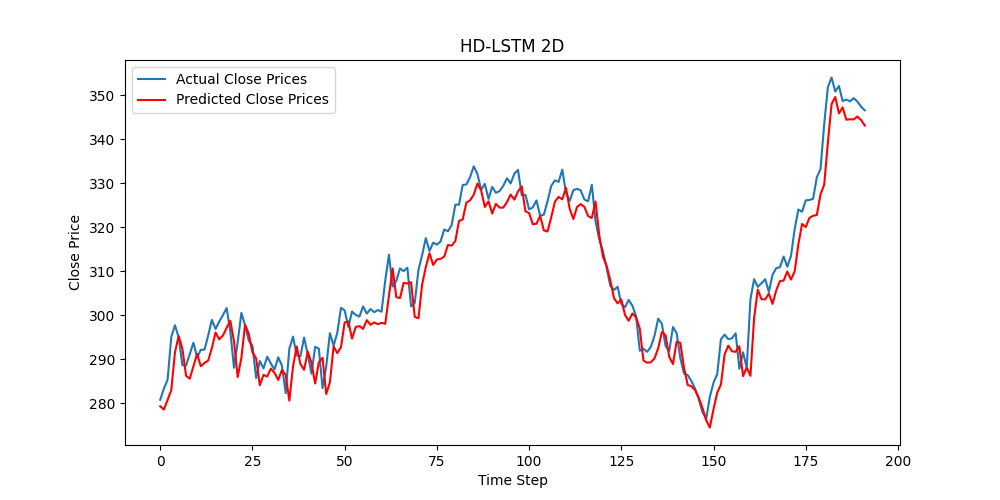 HD-LSTM 2D
Actual Close Prices
Predicted Close Prices
Close Price
350
340
330
320
310
300
290
280
0 25 50 75 100 125 150 175 200
Time Step